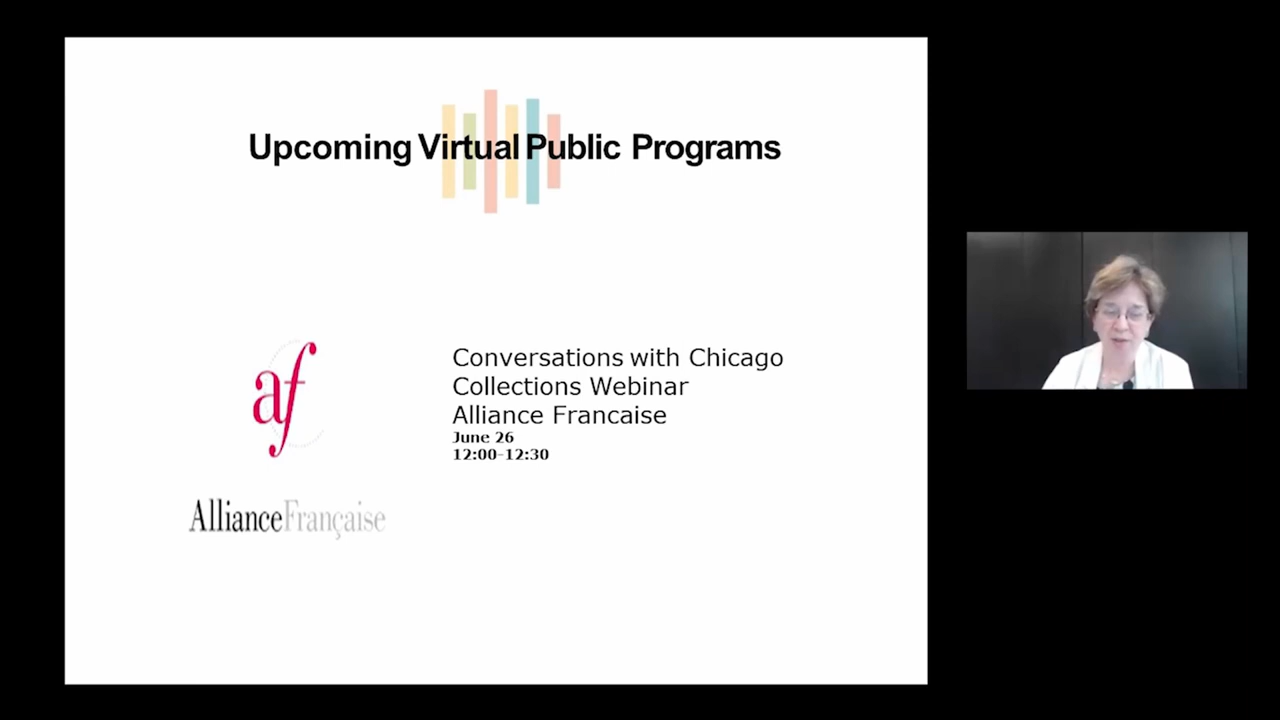 Upcoming Virtual Public Programs
Conversations with Chicago
Collections Webinar
Alliance Francaise
June 26
12:00-12:30
af
AllianceFrançaise